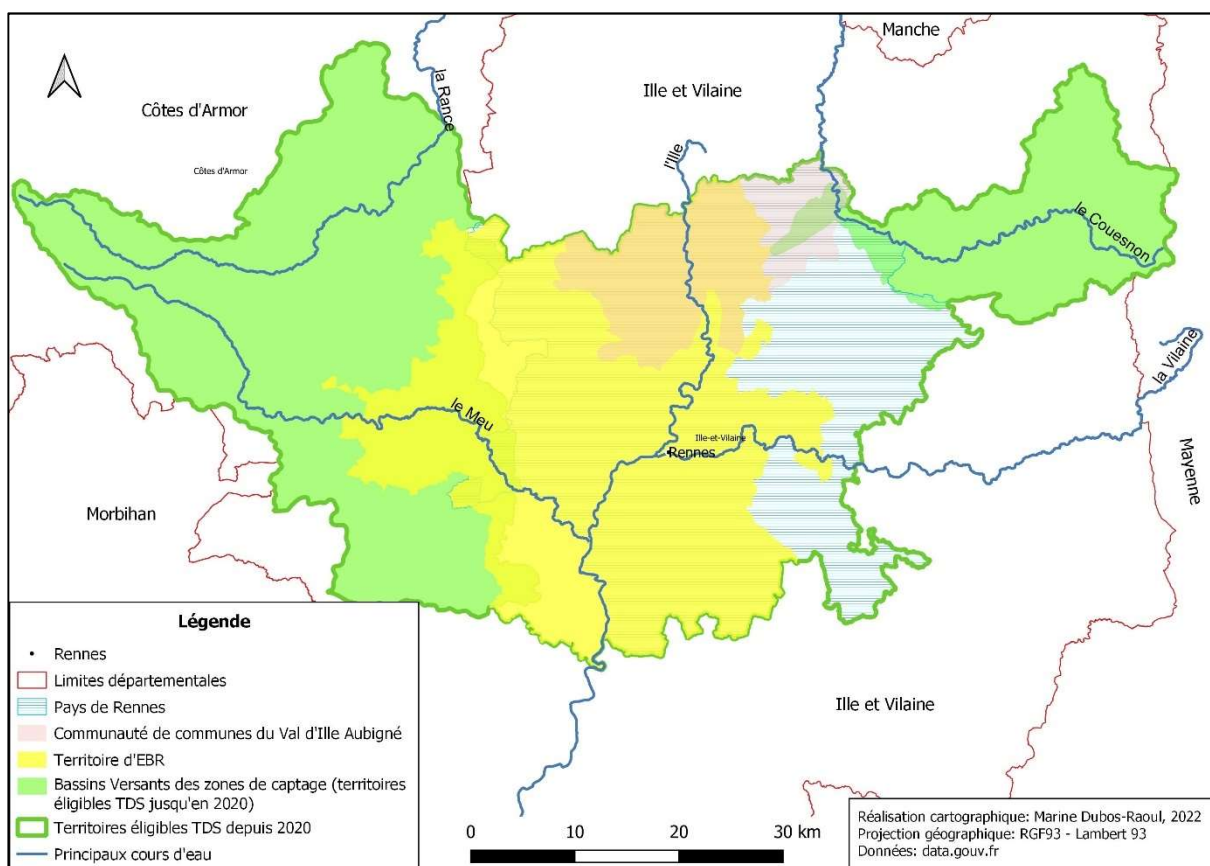 Manche
Ille et Vilaine
Côtes d'Armor
la Rance
l'Ille
Côtes d'Armor
le Couesnon
la Vilaine
le Meu
Ille-et-Vilaine
Rennes
Mayenne
Morbihan
Ille et Vilaine
Légende
Rennes
Limites départementales
Pays de Rennes
Communauté de communes du Val d'Ille Aubigné
Territoire d'EBR
Bassins Versants des zones de captage (territoires
éligibles TDS jusqu'en 2020)
Territoires éligibles TDS depuis 2020
Principaux cours d'eau
0 10 20 30 km
Réalisation cartographique: Marine Dubos-Raoul, 2022
Projection géographique: RGF93 - Lambert 93
Données: data.gouv.fr